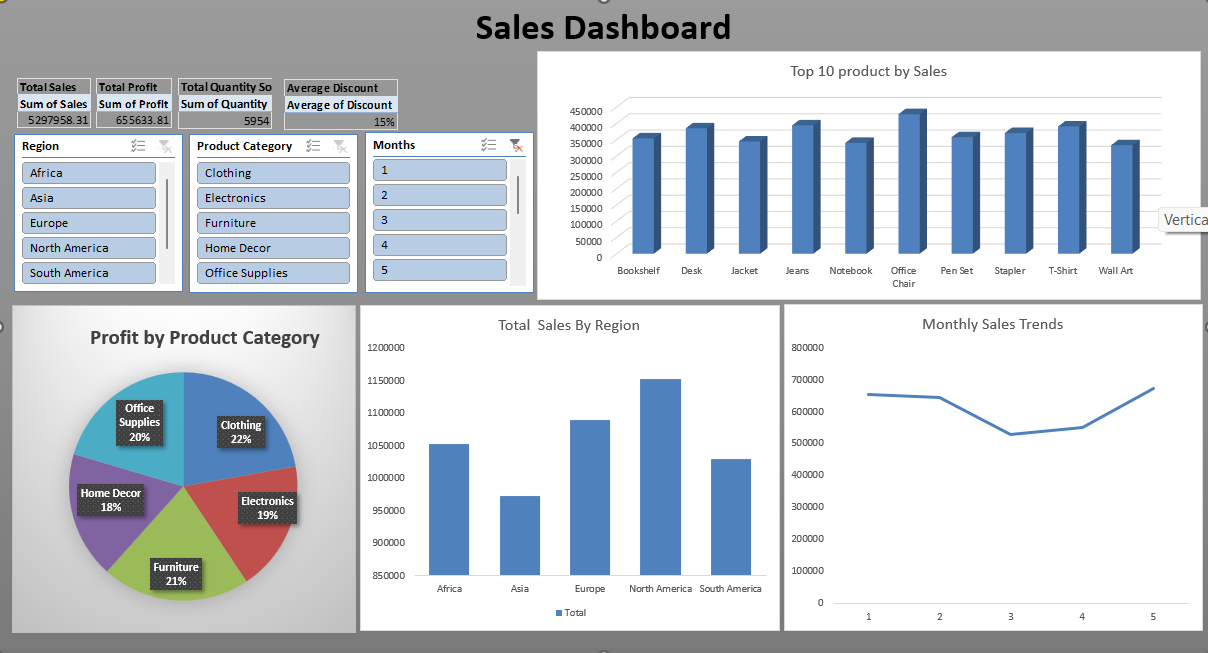 Sales Dashboard
Total Sales
Sum of Sales
5297958.31
Total Profit
Sum of Profit
655633.81
Total Quantity So
Sum of Quantity
5954
Average Discount
Average of Discount
15%
Region
Africa
Asia
Europe
North America
South America
Product Category
Clothing
Electronics
Furniture
Home Decor
Office Supplies
Months
1
2
3
4
5
Top 10 product by Sales
450000
400000
350000
300000
250000
200000
150000
100000
50000
0
Bookshelf
Desk
Jacket
Jeans
Notebook
Office
Chair
Pen Set
Stapler
T-Shirt
Wall Art
Vertica
Profit by Product Category
Office
Supplies
20%
Clothing
22%
Home Decor
18%
Electronics
19%
Furniture
21%
Total Sales By Region
1200000
1150000
1100000
1050000
1000000
950000
900000
850000
Africa
Asia
Europe
North America
South America
Total
Monthly Sales Trends
800000
700000
600000
500000
400000
300000
200000
100000
0
1
2
3
4
5